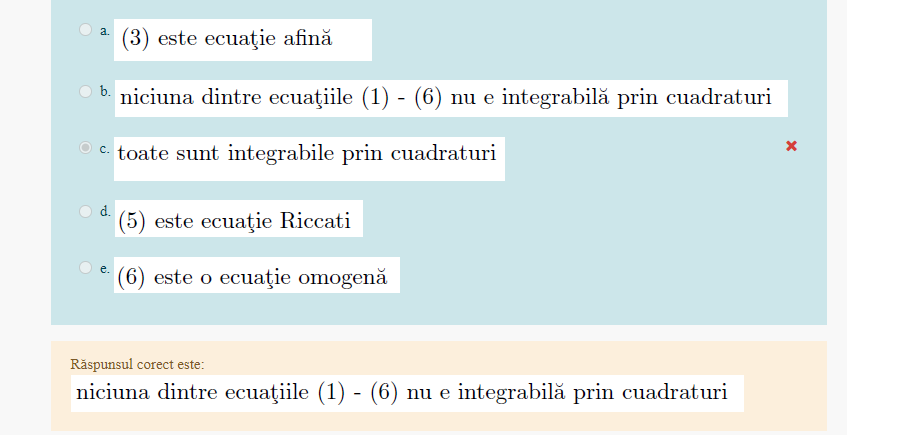 a. (3) este ecuaţie afină
b. niciuna dintre ecuaţiile (1) - (6) nu e integrabilă prin cuadraturi
c. toate sunt integrabile prin cuadraturi
d. (5) este ecuaţie Riccati
e. (6) este o ecuaţie omogenă
Răspunsul corect este:
niciuna dintre ecuaţiile (1) - (6) nu e integrabilă prin cuadraturi